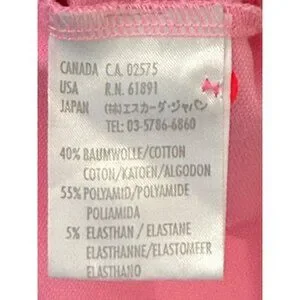 CANADA C.A. 02575
USA R.N. 61891
JAPAN (株)エスカーダ・ジャパン
TEL: 03-5786-6860
40% BAUMWOLLE/COTTON
COTON/KATOEN/ALGODON
55% POLYAMID/POLYAMIDE
POLIAMIDA
5% ELASTHAN/ELASTANE
ELASTHANNE/ELASTOMEER
ELASTHANO